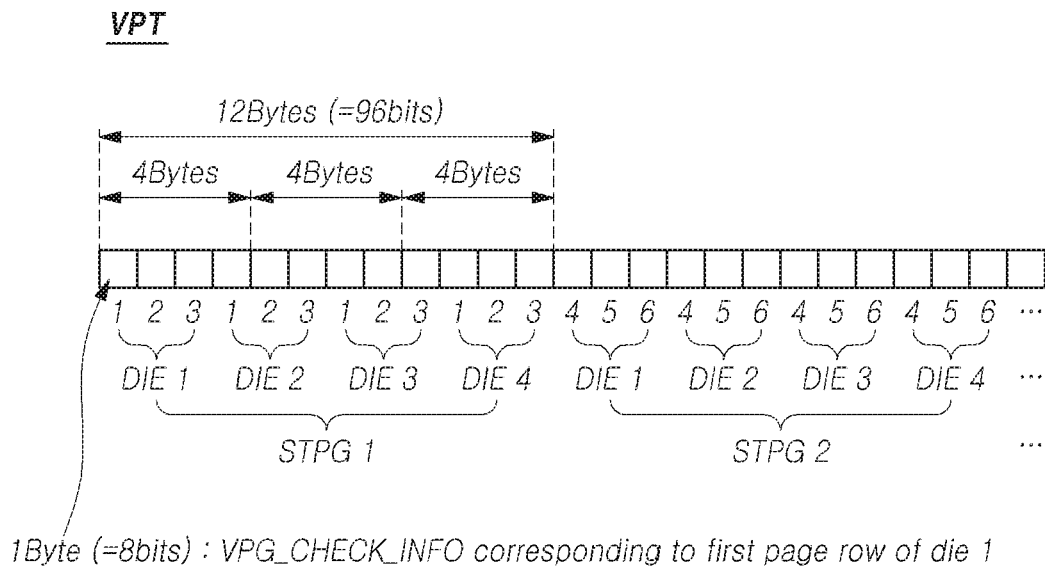 VPT
12Bytes (=96bits)
4Bytes 4Bytes 4Bytes
1 2 3 1 2 3 1 2 3 1 2 3 4 5 6 4 5 6 4 5 6 4 5 6 ...
DIE 1 DIE 2 DIE 3 DIE 4 DIE 1 DIE 2 DIE 3 DIE 4 ...
STPG 1 STPG 2 ...
1Byte (=8bits) : VPG_CHECK_INFO corresponding to first page row of die 1